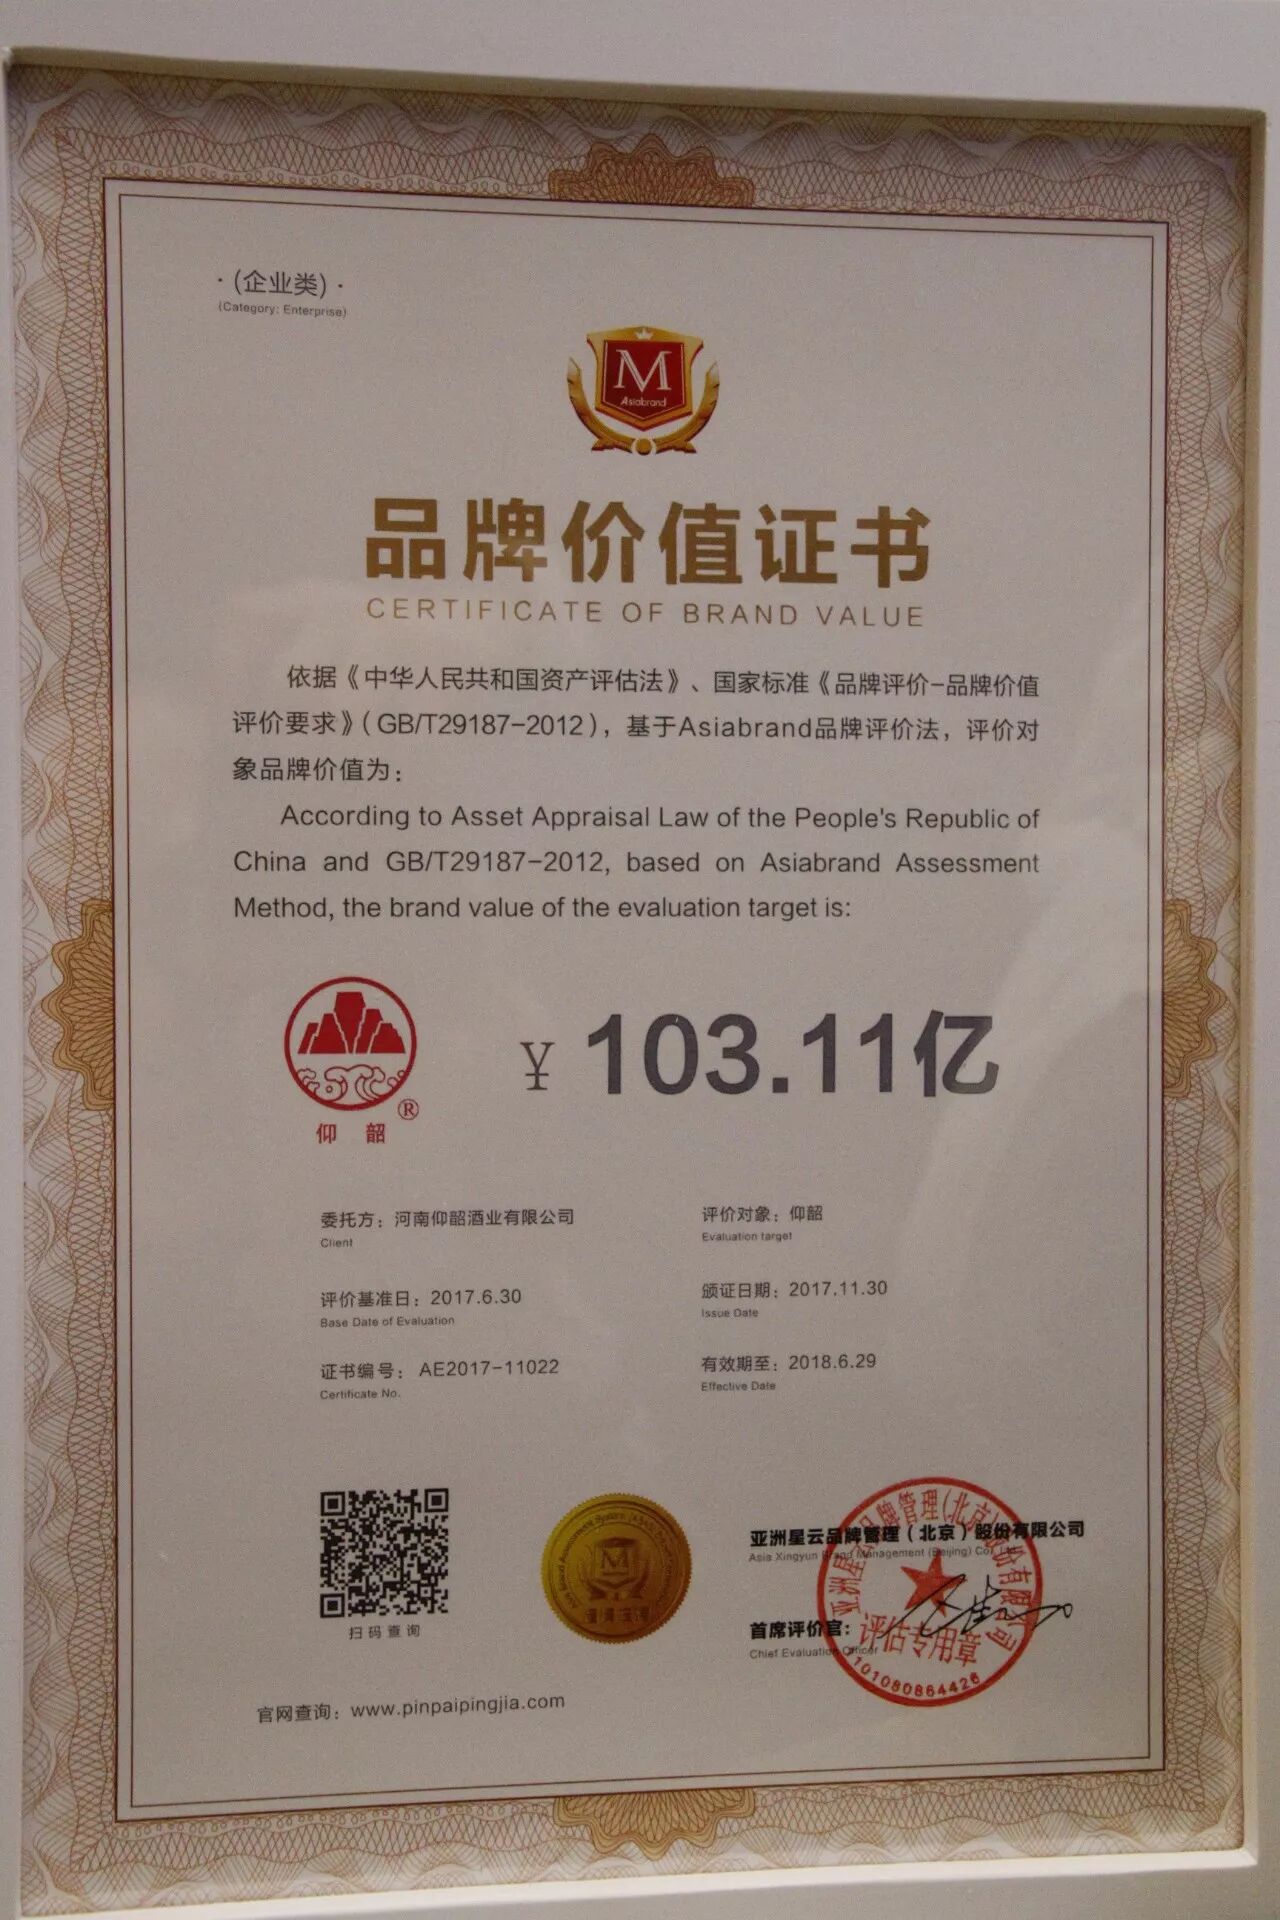 ·(企业类)·
(Category: Enterprise)
M
Asiabrand
品牌价值证书
CERTIFICATE OF BRAND VALUE
依据《中华人民共和国资产评估法》、国家标准《品牌评价-品牌价值
评价要求》（GB/T29187-2012），基于Asiabrand品牌评价法，评价对
象品牌价值为：
According to Asset Appraisal Law of the People's Republic of
China and GB/T29187-2012, based on Asiabrand Assessment
Method, the brand value of the evaluation target is:
¥ 103.11亿
®
仰韶
委托方：河南仰韶酒业有限公司
Client
评价对象：仰韶
Evaluation target
评价基准日：2017.6.30
Base Date of Evaluation
颁证日期：2017.11.30
Issue Date
证书编号：AE2017-11022
Certificate No.
有效期至：2018.6.29
Effective Date
扫码查询
M
亚洲星云品牌管理（北京）股份有限公司
Asia Xingyun Brand Management (Beijing) Co., Ltd.
首席评价官：
Chief Evaluation Officer
评估专用章
官网查询：www.pinpaipingjia.com